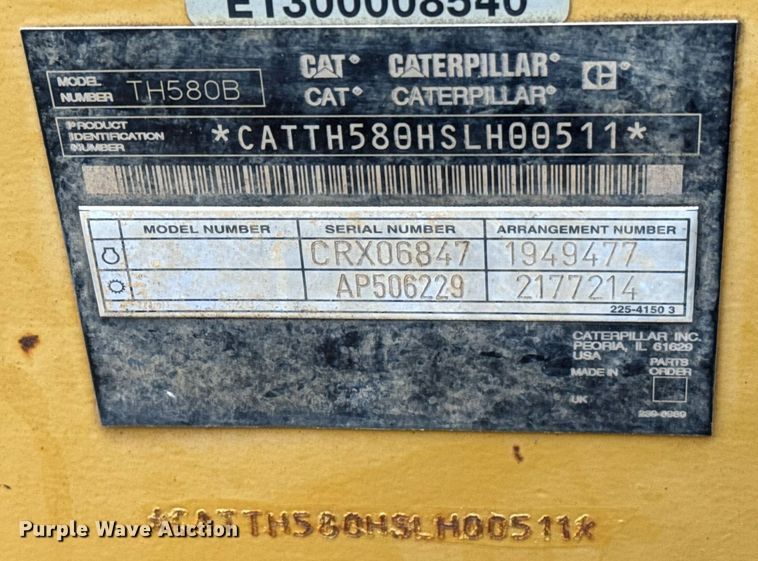 ET300008540
CAT® CATERPILLAR®
MODEL NUMBER TH580B
CAT® CATERPILLAR®
PRODUCT IDENTIFICATION NUMBER *CATTH580HSLH00511*
MODEL NUMBER SERIAL NUMBER ARRANGEMENT NUMBER
CRX06847 1949477
AP506229 2177214
225-4150 3
CATERPILLAR INC.
PEORIA, IL 61629
USA
MADE IN PARTS ORDER
UK
*CATTH580HSLH00511*
Purple Wave Auction